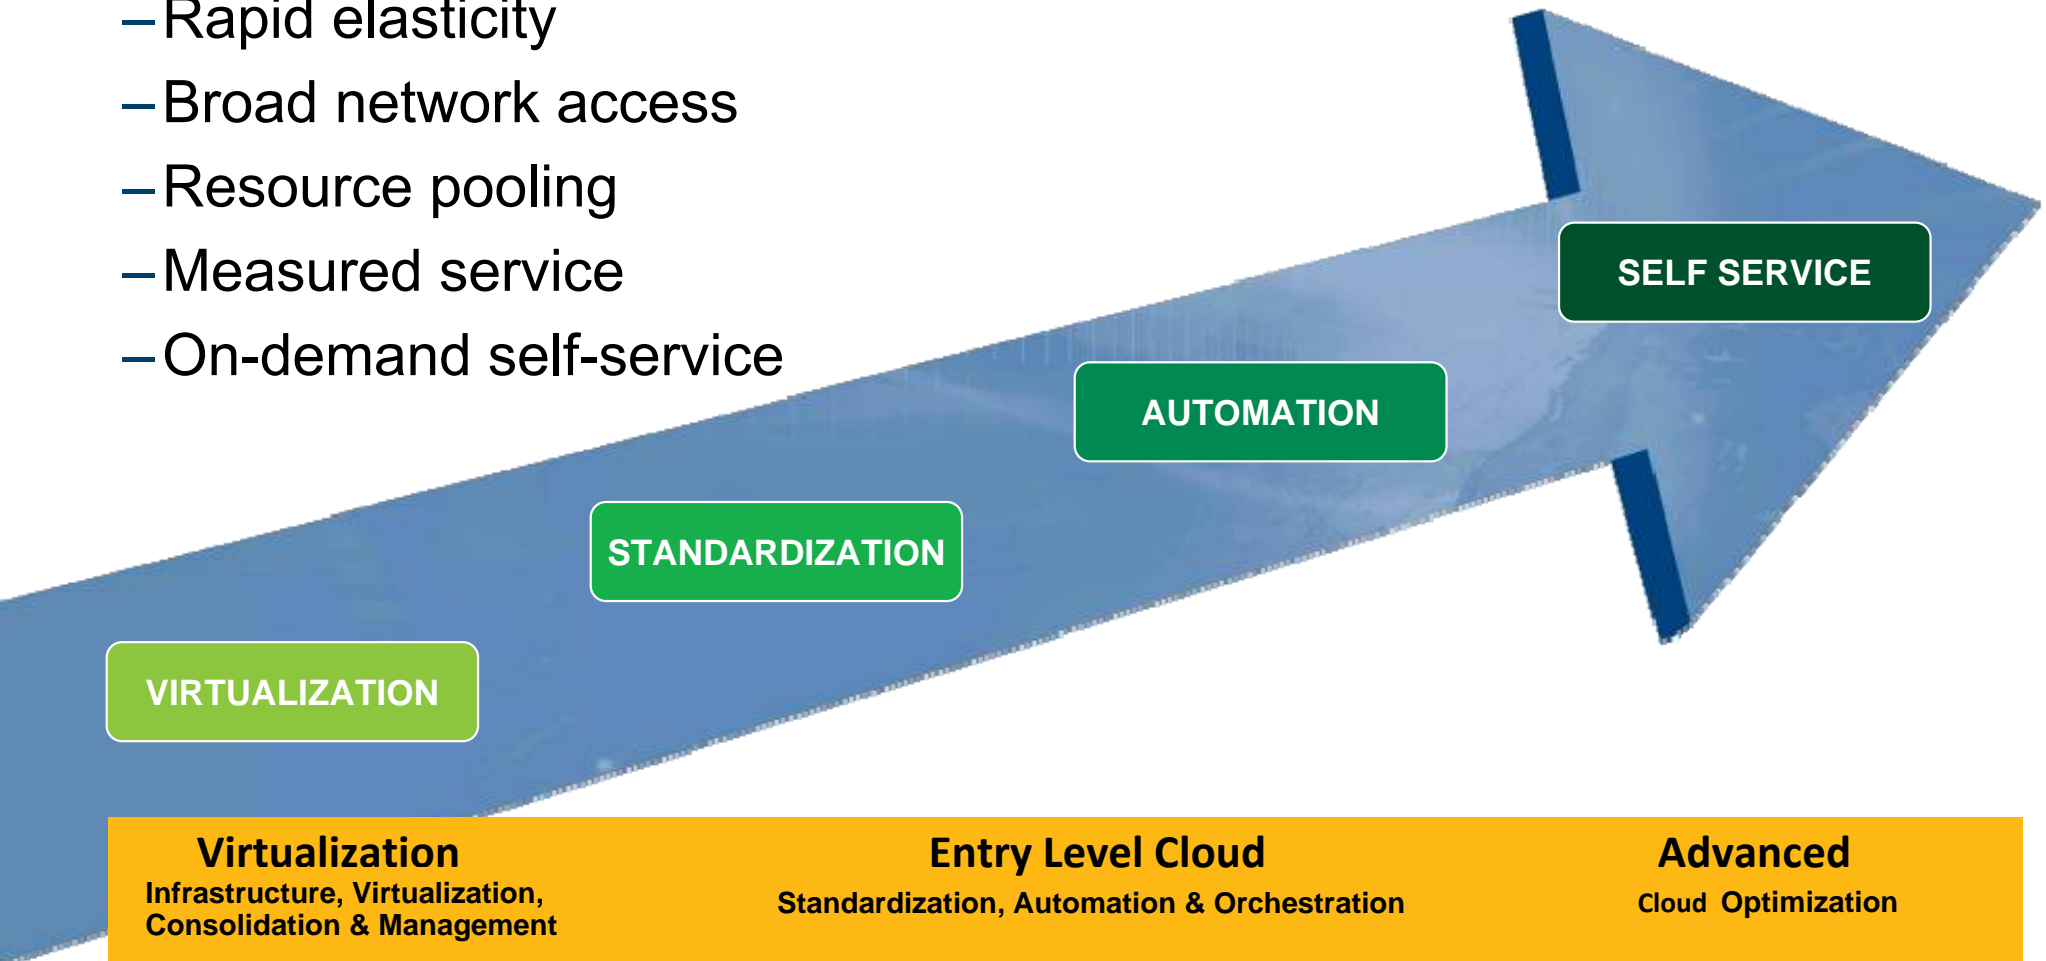 –Rapid elasticity
–Broad network access
–Resource pooling
–Measured service
–On-demand self-service
SELF SERVICE
AUTOMATION
STANDARDIZATION
VIRTUALIZATION
Virtualization
Infrastructure, Virtualization,
Consolidation & Management
Entry Level Cloud
Standardization, Automation & Orchestration
Advanced
Cloud Optimization